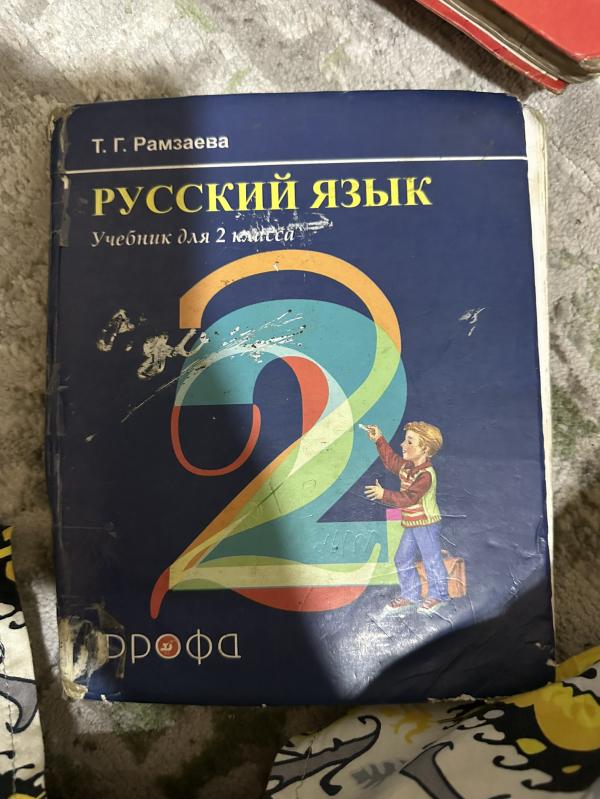 Т. Г. Рамзаева
РУССКИЙ ЯЗЫК
Учебник для 2 класса
2
дрофа